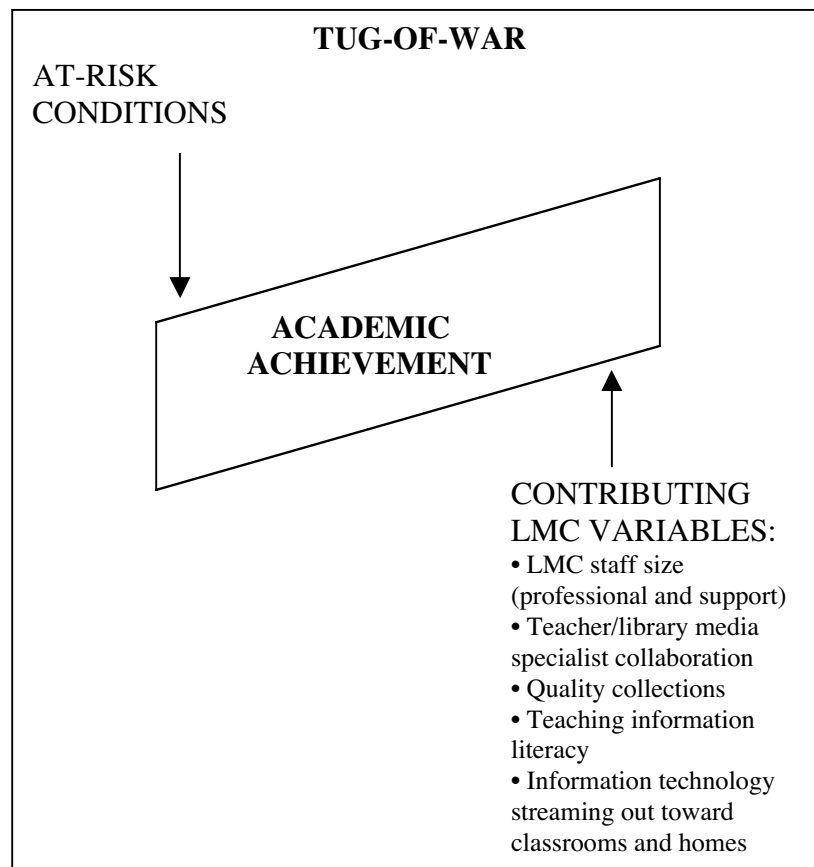 TUG-OF-WAR
AT-RISK
CONDITIONS
ACADEMIC
ACHIEVEMENT
CONTRIBUTING
LMC VARIABLES:
• LMC staff size
(professional and support)
• Teacher/library media
specialist collaboration
• Quality collections
• Teaching information
literacy
• Information technology
streaming out toward
classrooms and homes